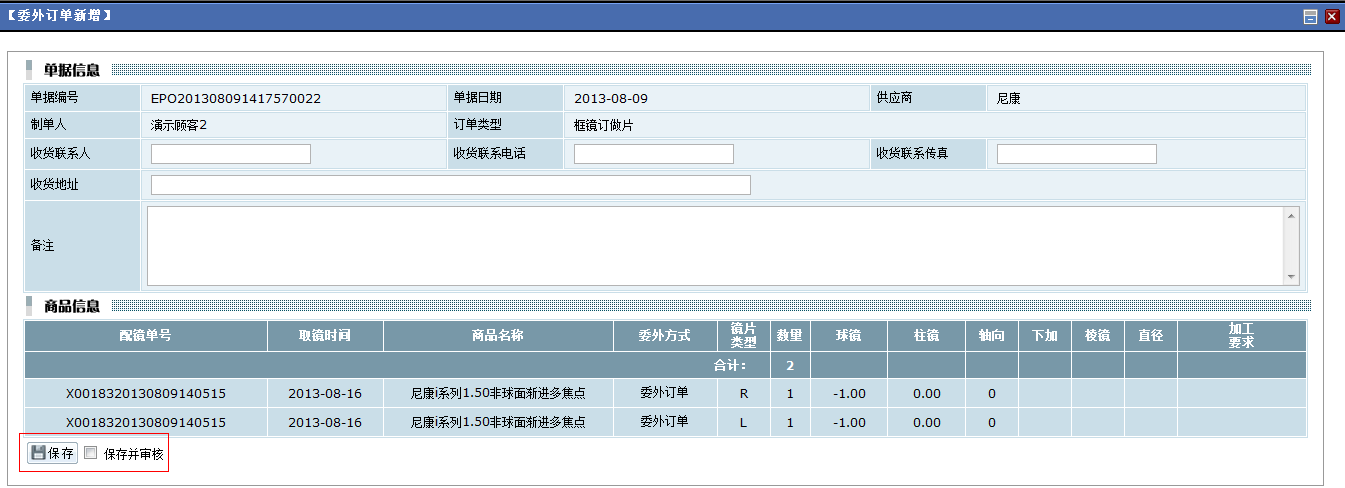 【委外订单新增】
单据信息
单据编号 EPO201308091417570022 单据日期 2013-08-09 供应商 尼康
制单人 演示顾客2 订单类型 框镜订做片
收货联系人 收货联系电话 收货联系传真
收货地址
备注
商品信息
配镜单号 取镜时间 商品名称 委外方式 镜片类型 数量 球镜 柱镜 轴向 下加 棱镜 直径 加工要求
合计: 2
X0018320130809140515 2013-08-16 尼康i系列1.50非球面渐进多焦点 委外订单 R 1 -1.00 0.00 0
X0018320130809140515 2013-08-16 尼康i系列1.50非球面渐进多焦点 委外订单 L 1 -1.00 0.00 0
保存 保存并审核